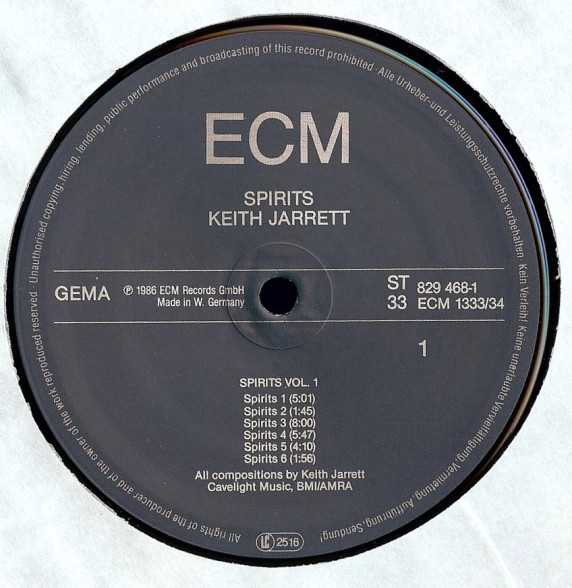 ECM
SPIRITS
KEITH JARRETT
GEMA
℗ 1986 ECM Records GmbH
Made in W. Germany
ST 829 468-1
33 ECM 1333/34
1
SPIRITS VOL. 1
Spirits 1 (5:01)
Spirits 2 (1:45)
Spirits 3 (8:00)
Spirits 4 (5:47)
Spirits 5 (4:10)
Spirits 6 (1:56)
All compositions by Keith Jarrett
Cavelight Music, BMI/AMRA
LC 2516
All rights of the producer and of the owner of the work reproduced reserved · Unauthorised copying, hiring, lending, public performance and broadcasting of this record prohibited · Alle Urheber- und Leistungsschutzrechte vorbehalten · Kein Verleih! Keine unerlaubte Vervielfältigung, Vermietung, Aufführung, Sendung!